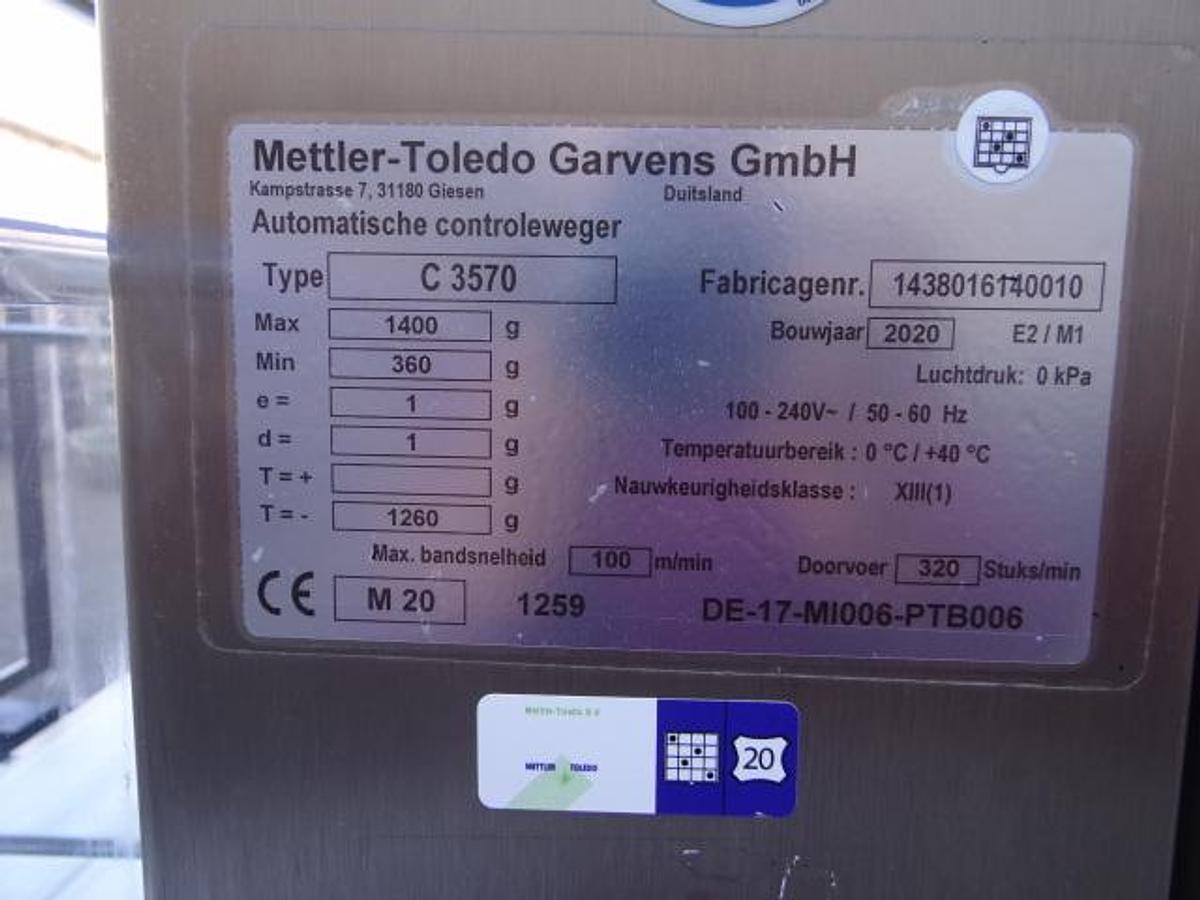 Mettler-Toledo Garvens GmbH
Kampstrasse 7, 31180 Giesen Duitsland
Automatische controleweger
Type C 3570 Fabricagenr. 1438016140010
Max 1400 g Bouwjaar 2020 E2 / M1
Min 360 g Luchtdruk: 0 kPa
e = 1 g 100 - 240V~ / 50 - 60 Hz
d = 1 g Temperatuurbereik : 0 °C / +40 °C
T = + g Nauwkeurigheidsklasse : XIII(1)
T = - 1260 g
Max. bandsnelheid 100 m/min Doorvoer 320 Stuks/min
CE M 20 1259 DE-17-MI006-PTB006
Mettler-Toledo B.V.
METTLER TOLEDO
20